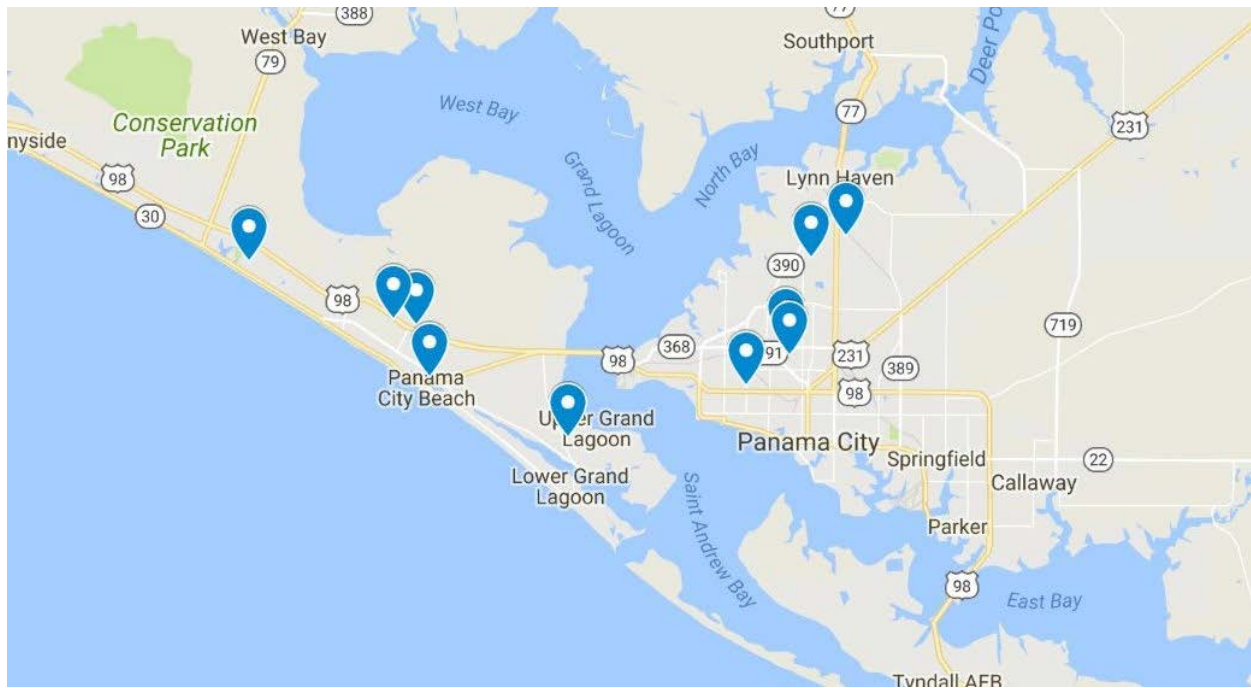 388
77
West Bay
Southport
79
Deer Po
West Bay
77
Conservation
Park
231
nyside
Grand Lagoon
North Bay
98
Lynn Haven
30
390
98
719
98
368
91
231
389
Panama
City Beach
98
Upper Grand
Lagoon
Panama City
Springfield
22
Lower Grand
Lagoon
Callaway
Saint Andrew Bay
Parker
98
East Bay
Tyndall AFB